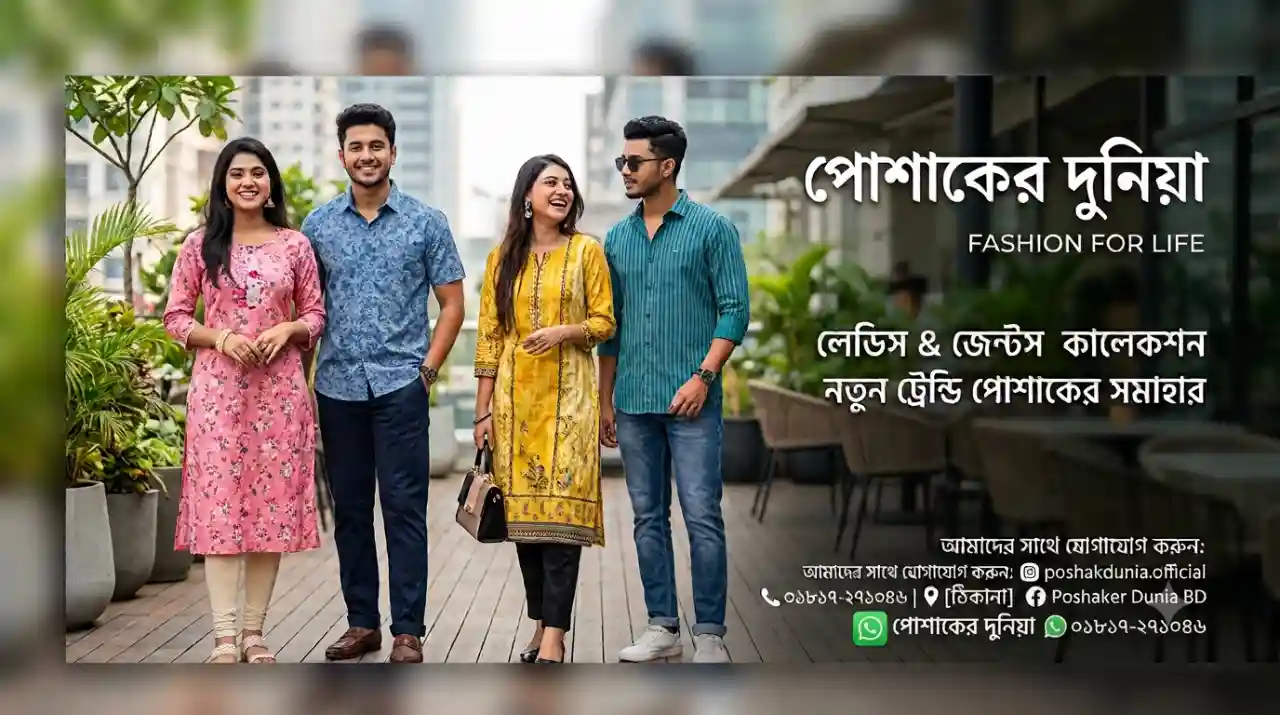 পোশাকের দুনিয়া
FASHION FOR LIFE
লেডিস & জেন্টস কালেকশন
নতুন ট্রেন্ডি পোশাকের সমাহার
আমাদের সাথে যোগাযোগ করুন:
আমাদের সাথে যোগাযোগ করুন: poshakdunia.official
০১৮১৭-২৭১০৪৬ | [ঠিকানা] Poshaker Dunia BD
পোশাকের দুনিয়া ০১৮১৭-২৭১০৪৬